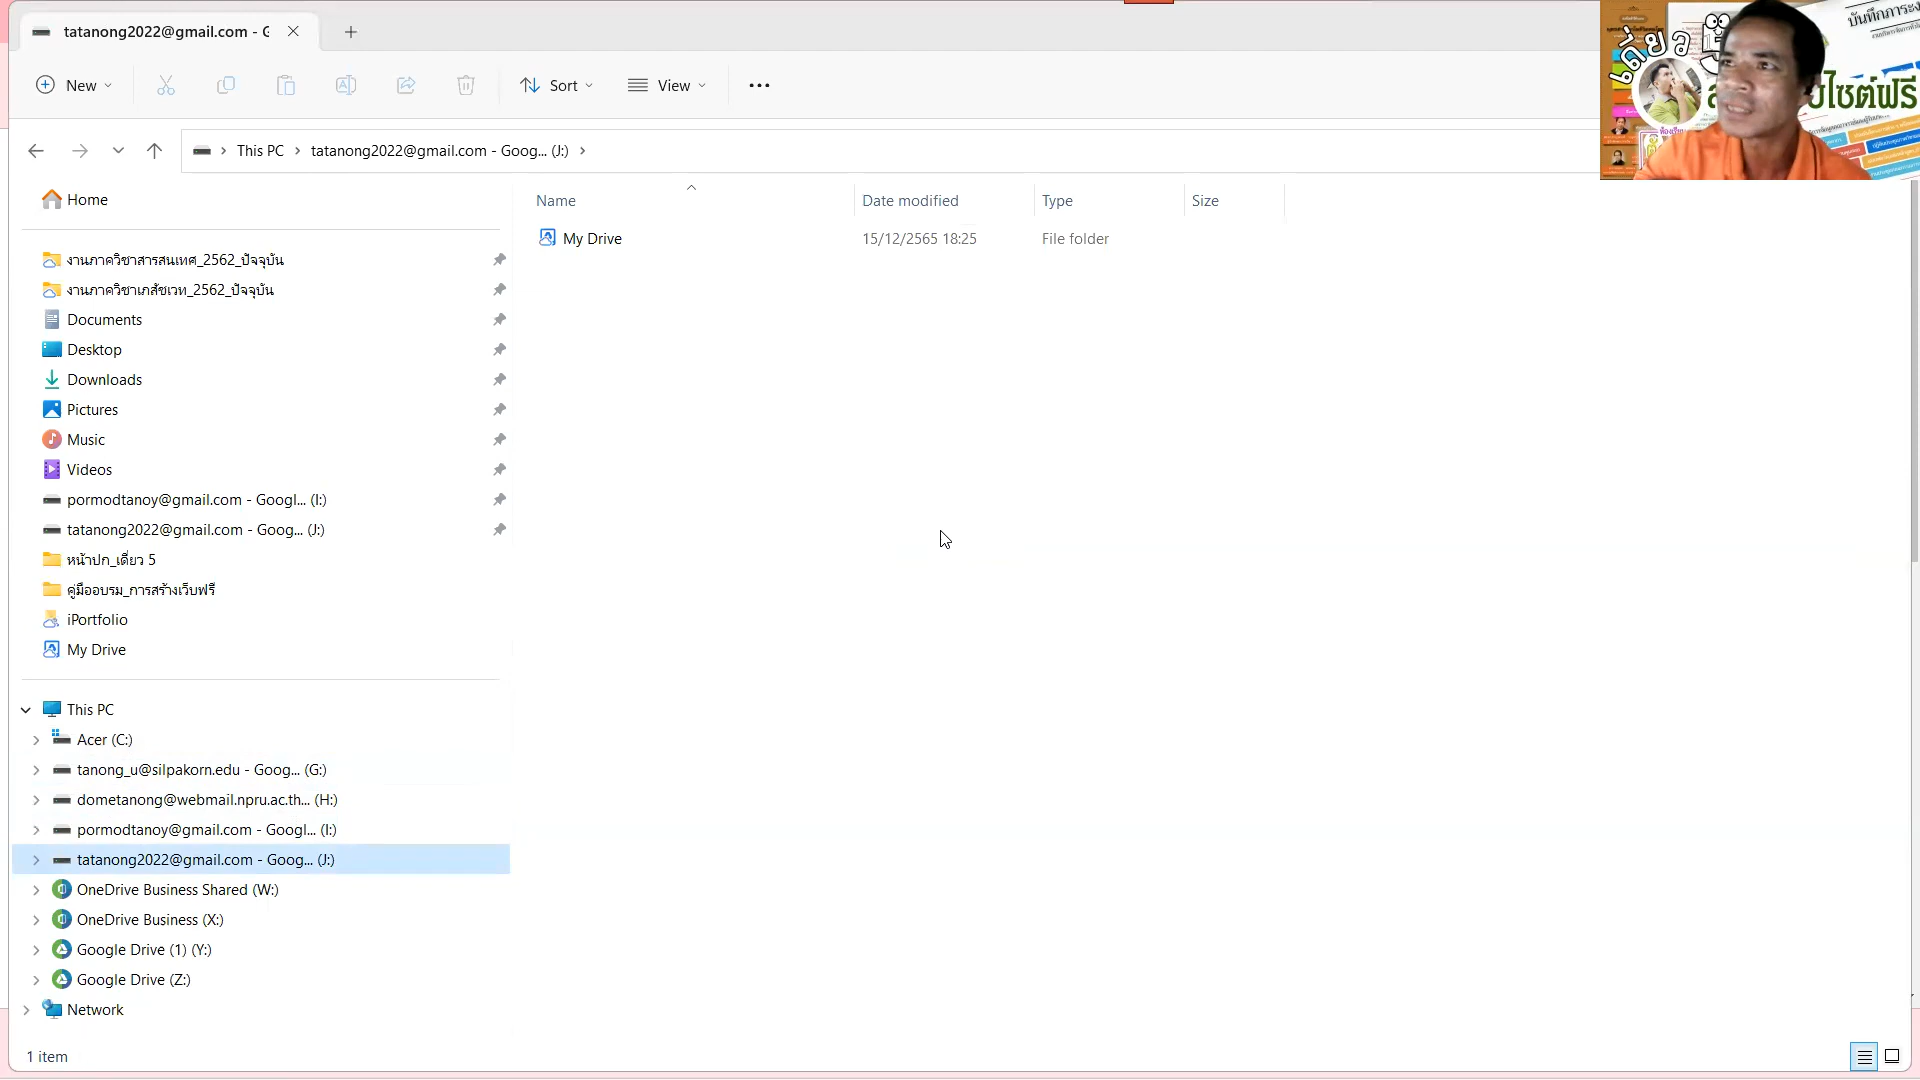 tatanong2022@gmail.com - G
New
Sort
View
This PC
tatanong2022@gmail.com - Goog... (J:)
Home
งานภาควิชาสารสนเทศ_2562_ปัจจุบัน
งานภาควิชาเภสัชเวท_2562_ปัจจุบัน
Documents
Desktop
Downloads
Pictures
Music
Videos
pormodtanoy@gmail.com - Googl... (I:)
tatanong2022@gmail.com - Goog... (J:)
หน้าปก_เดี่ยว 5
คู่มืออบรม_การสร้างเว็บฟรี
iPortfolio
My Drive
This PC
Acer (C:)
tanong_u@silpakorn.edu - Goog... (G:)
dometanong@webmail.npru.ac.th... (H:)
pormodtanoy@gmail.com - Googl... (I:)
tatanong2022@gmail.com - Goog... (J:)
OneDrive Business Shared (W:)
OneDrive Business (X:)
Google Drive (1) (Y:)
Google Drive (Z:)
Network
1 item
Name
Date modified
Type
Size
My Drive
15/12/2565 18:25
File folder
เดี่ยว
บันทึกภาระง
ไซต์ฟรี